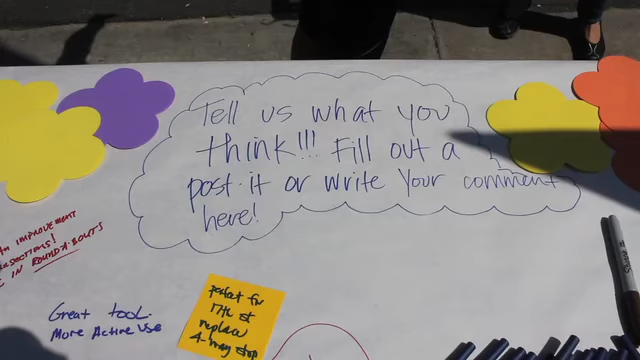 Tell us what you
think!!! Fill out a
post-it or write your comment
here!
IMPROVEMENT
IN ROUNDABOUTS
Great tool.
More Active Use
perfect for
17th st
replace
4-way stop
Sharpie